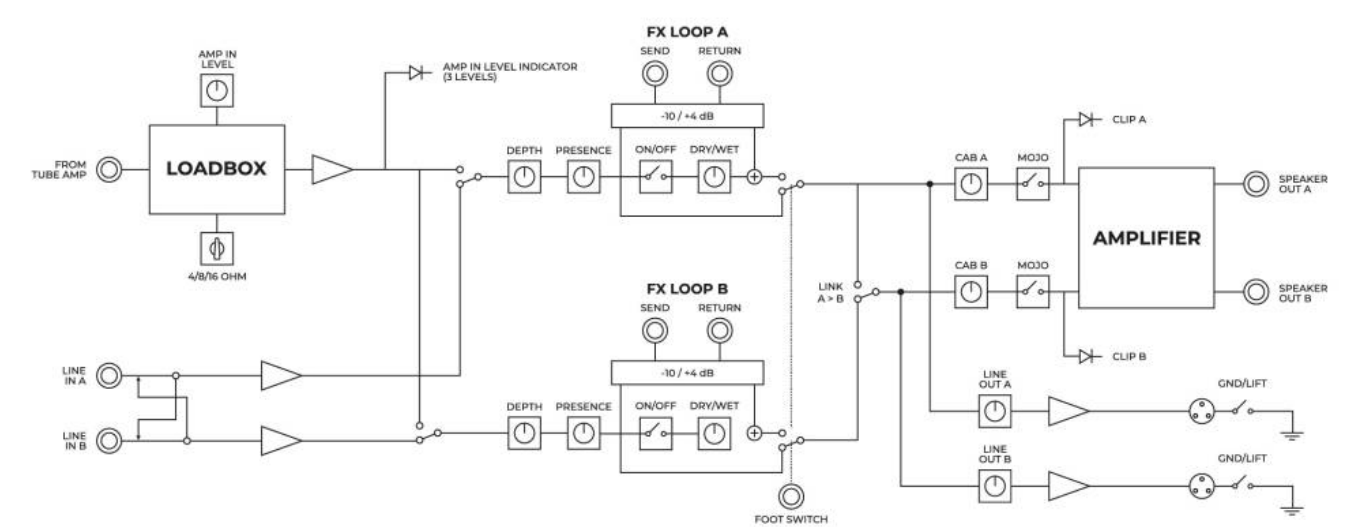 FX LOOP A
SEND RETURN
AMP IN
LEVEL
AMP IN LEVEL INDICATOR
(3 LEVELS)
-10 / +4 dB
CLIP A
FROM
TUBE AMP
LOADBOX
DEPTH PRESENCE ON/OFF DRY/WET
CAB A MOJO
SPEAKER
OUT A
AMPLIFIER
4/8/16 OHM
CAB B MOJO
LINK
A > B
SPEAKER
OUT B
FX LOOP B
SEND RETURN
CLIP B
LINE
IN A
-10 / +4 dB
LINE
OUT A
GND/LIFT
DEPTH PRESENCE ON/OFF DRY/WET
LINE
IN B
LINE
OUT B
GND/LIFT
FOOT SWITCH